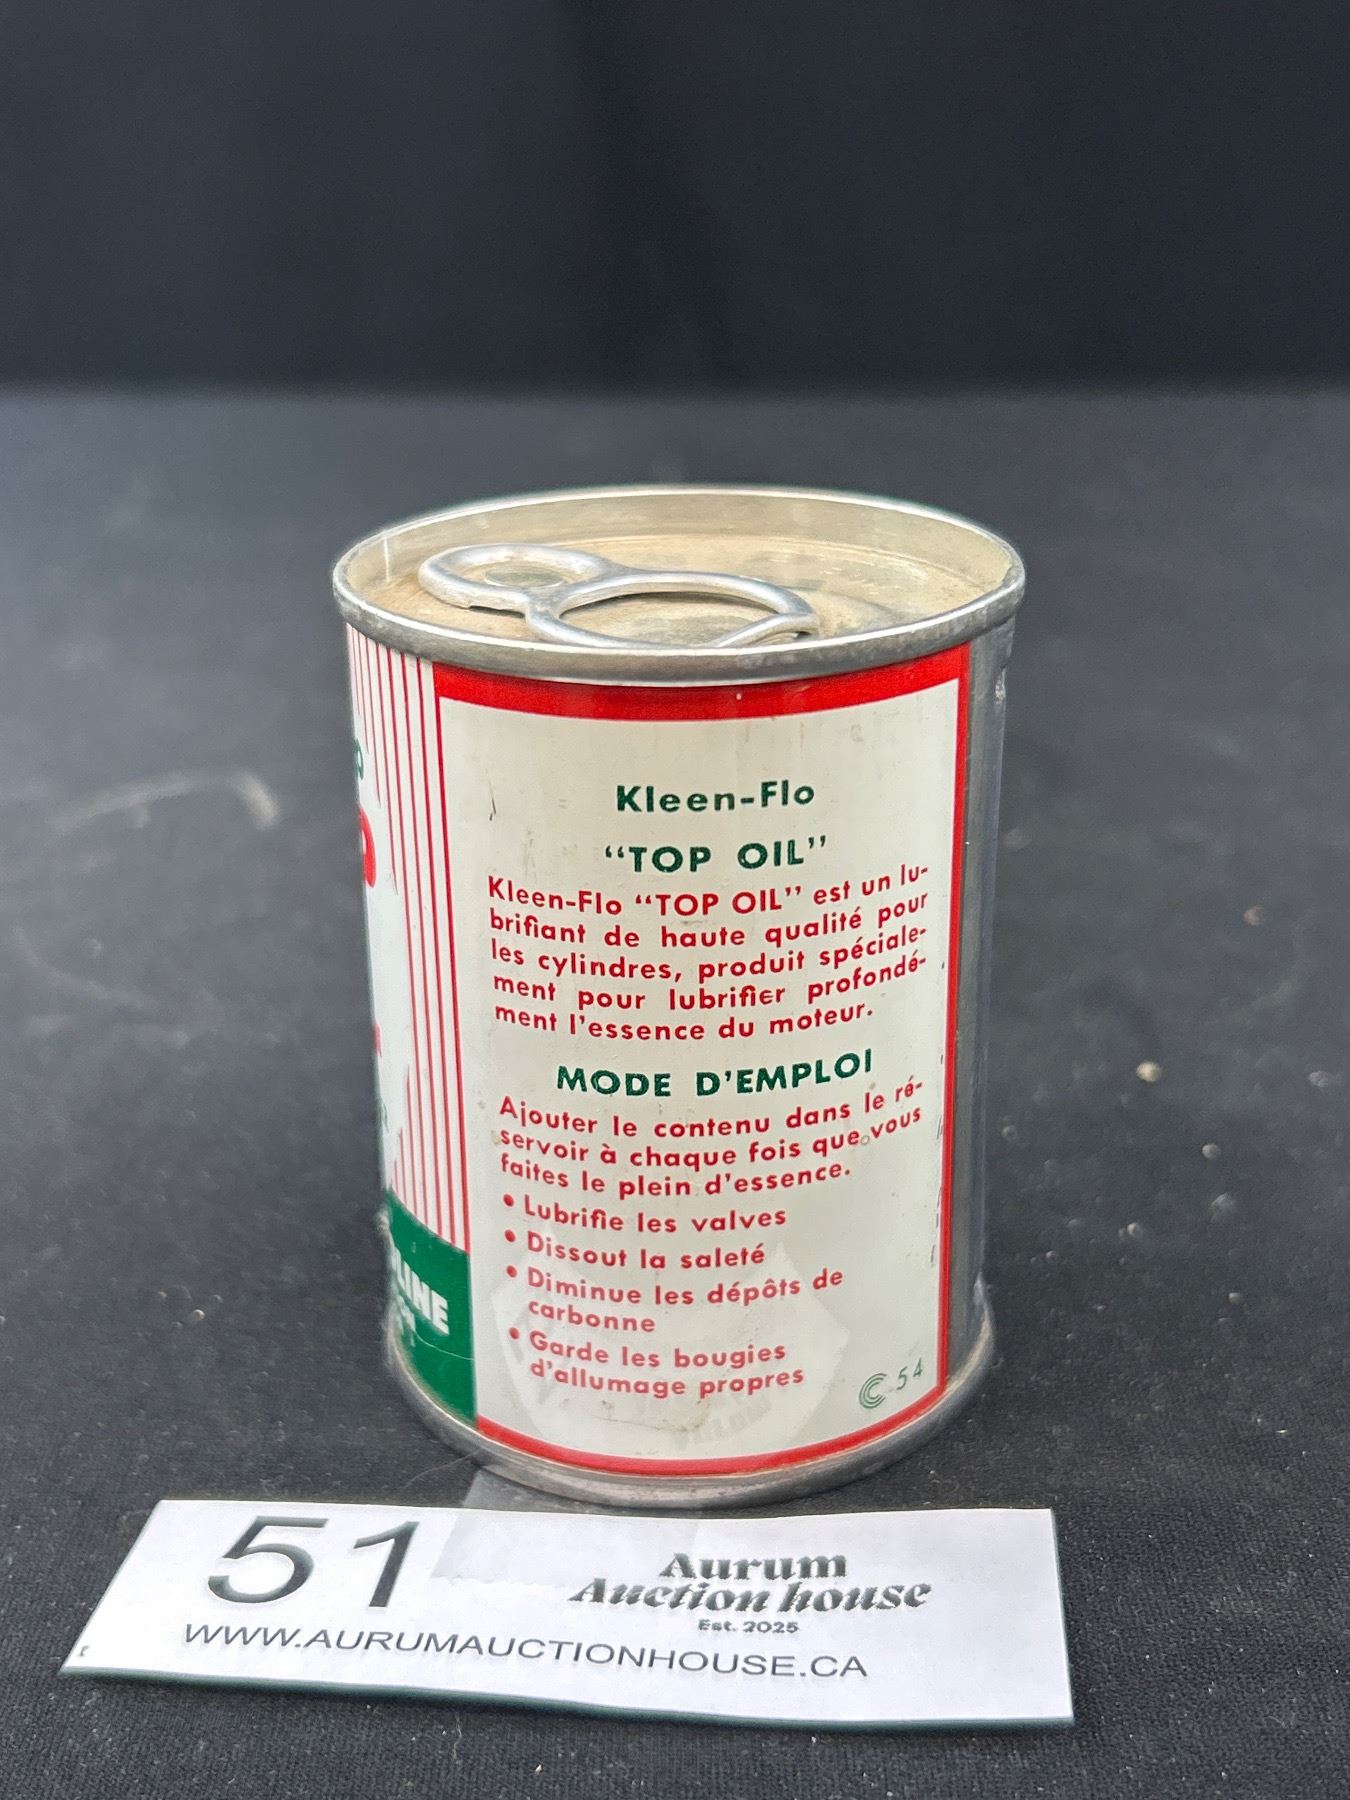 Kleen-Flo
“TOP OIL”
Kleen-Flo “TOP OIL” est un lu-
brifiant de haute qualité pour
les cylindres, produit spéciale-
ment pour lubrifier profondé-
ment l'essence du moteur.
MODE D'EMPLOI
Ajouter le contenu dans le ré-
servoir à chaque fois que vous
faites le plein d'essence.
• Lubrifie les valves
• Dissout la saleté
• Diminue les dépôts de
carbonne
• Garde les bougies
d'allumage propres
54
51
Aurum
Auction house
Est. 2025
WWW.AURUMAUCTIONHOUSE.CA